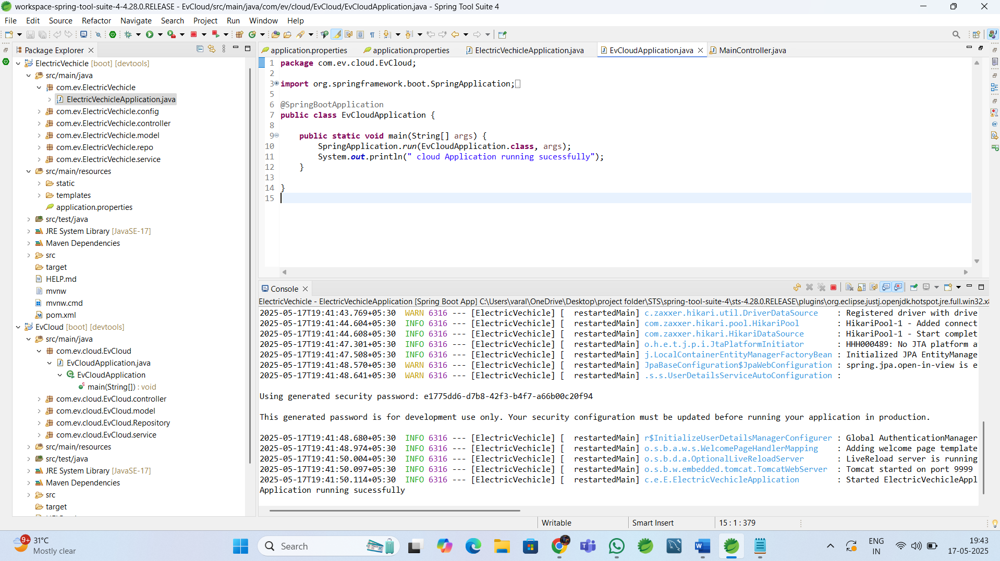 workspace-spring-tool-suite-4-4.28.0.RELEASE - EvCloud/src/main/java/com/ev/cloud/EvCloud/EvCloudApplication.java - Spring Tool Suite 4
File Edit Source Refactor Navigate Search Project Run Window Help
Package Explorer
application.properties application.properties ElectricVechicleApplication.java EvCloudApplication.java MainController.java
ElectricVechicle [boot] [devtools]
src/main/java
com.ev.ElectricVechicle
ElectricVechicleApplication.java
com.ev.ElectricVechicle.config
com.ev.ElectricVechicle.controller
com.ev.ElectricVechicle.model
com.ev.ElectricVechicle.repo
com.ev.ElectricVechicle.service
src/main/resources
static
templates
application.properties
src/test/java
JRE System Library [JavaSE-17]
Maven Dependencies
src
target
HELP.md
mvnw
mvnw.cmd
pom.xml
EvCloud [boot] [devtools]
src/main/java
com.ev.cloud.EvCloud
EvCloudApplication.java
EvCloudApplication
main(String[]) : void
com.ev.cloud.EvCloud.controller
com.ev.cloud.EvCloud.model
com.ev.cloud.EvCloud.Repository
com.ev.cloud.EvCloud.service
src/main/resources
src/test/java
JRE System Library [JavaSE-17]
Maven Dependencies
src
target
1 package com.ev.cloud.EvCloud;
2
3 import org.springframework.boot.SpringApplication;
5
6 @SpringBootApplication
7 public class EvCloudApplication {
8
9 public static void main(String[] args) {
10 SpringApplication.run(EvCloudApplication.class, args);
11 System.out.println(" cloud Application running sucessfully");
12 }
13
14 }
15
Console
ElectricVechicle - ElectricVechicleApplication [Spring Boot App] C:\Users\varal\OneDrive\Desktop\project folder\STS\spring-tool-suite-4\sts-4.28.0.RELEASE\plugins\org.eclipse.justj.openjdk.hotspot.jre.full.win32.x
2025-05-17T19:41:43.769+05:30 WARN 6316 --- [ElectricVechicle] [ restartedMain] c.zaxxer.hikari.util.DriverDataSource : Registered driver with drive
2025-05-17T19:41:44.604+05:30 INFO 6316 --- [ElectricVechicle] [ restartedMain] com.zaxxer.hikari.pool.HikariPool : HikariPool-1 - Added connect
2025-05-17T19:41:44.608+05:30 INFO 6316 --- [ElectricVechicle] [ restartedMain] com.zaxxer.hikari.HikariDataSource : HikariPool-1 - Start complet
2025-05-17T19:41:47.301+05:30 INFO 6316 --- [ElectricVechicle] [ restartedMain] o.h.e.t.j.p.i.JtaPlatformInitiator : HHH000489: No JTA platform a
2025-05-17T19:41:47.508+05:30 INFO 6316 --- [ElectricVechicle] [ restartedMain] j.LocalContainerEntityManagerFactoryBean : Initialized JPA EntityManage
2025-05-17T19:41:48.570+05:30 WARN 6316 --- [ElectricVechicle] [ restartedMain] JpaBaseConfiguration$JpaWebConfiguration : spring.jpa.open-in-view is e
2025-05-17T19:41:48.641+05:30 WARN 6316 --- [ElectricVechicle] [ restartedMain] .s.s.UserDetailsServiceAutoConfiguration :
Using generated security password: e1775dd6-d7b8-42f3-b4f7-a66b00c20f94
This generated password is for development use only. Your security configuration must be updated before running your application in production.
2025-05-17T19:41:48.680+05:30 INFO 6316 --- [ElectricVechicle] [ restartedMain] r$InitializeUserDetailsManagerConfigurer : Global AuthenticationManager
2025-05-17T19:41:48.974+05:30 INFO 6316 --- [ElectricVechicle] [ restartedMain] o.s.b.a.w.s.WelcomePageHandlerMapping : Adding welcome page template
2025-05-17T19:41:50.004+05:30 INFO 6316 --- [ElectricVechicle] [ restartedMain] o.s.b.d.a.OptionalLiveReloadServer : LiveReload server is running
2025-05-17T19:41:50.097+05:30 INFO 6316 --- [ElectricVechicle] [ restartedMain] o.s.b.w.embedded.tomcat.TomcatWebServer : Tomcat started on port 9999
2025-05-17T19:41:50.114+05:30 INFO 6316 --- [ElectricVechicle] [ restartedMain] c.e.E.ElectricVechicleApplication : Started ElectricVechicleAppl
Application running sucessfully
Writable Smart Insert 15 : 1 : 379
9+ 31°C
Mostly clear
Search
ENG
IN
19:43
17-05-2025